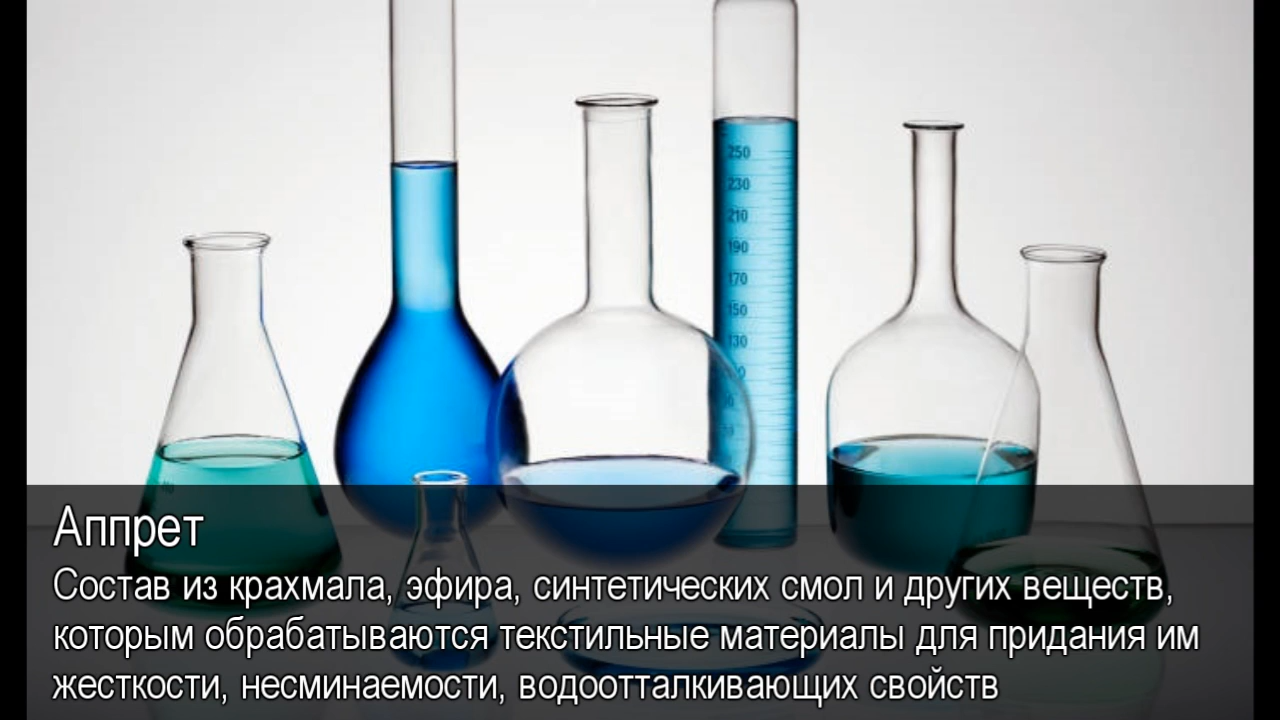 250
230
210
190
170
150
130
Аппрет
Состав из крахмала, эфира, синтетических смол и других веществ,
которым обрабатываются текстильные материалы для придания им
жесткости, несминаемости, водоотталкивающих свойств